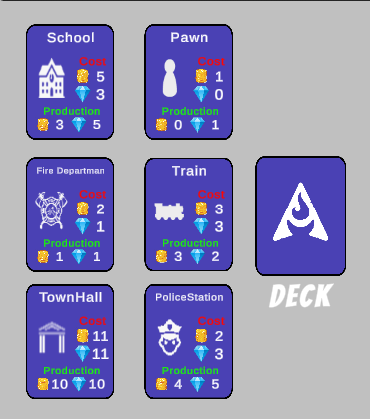 School
Cost
5
3
Production
3 5
Pawn
Cost
1
0
Production
0 1
Fire Departman
Cost
2
1
Production
1 1
Train
Cost
3
3
Production
3 2
TownHall
Cost
11
11
Production
10 10
PoliceStation
Cost
2
3
Production
4 5
DECK